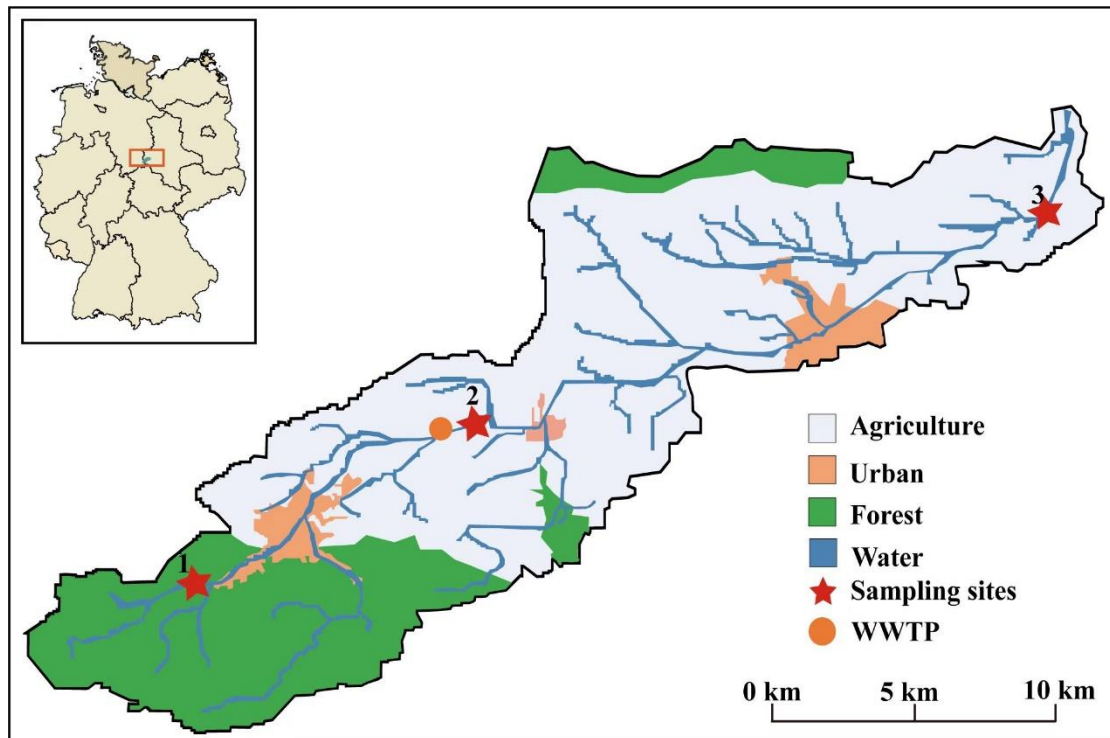 3
2
1
Agriculture
Urban
Forest
Water
Sampling sites
WWTP
0 km 5 km 10 km